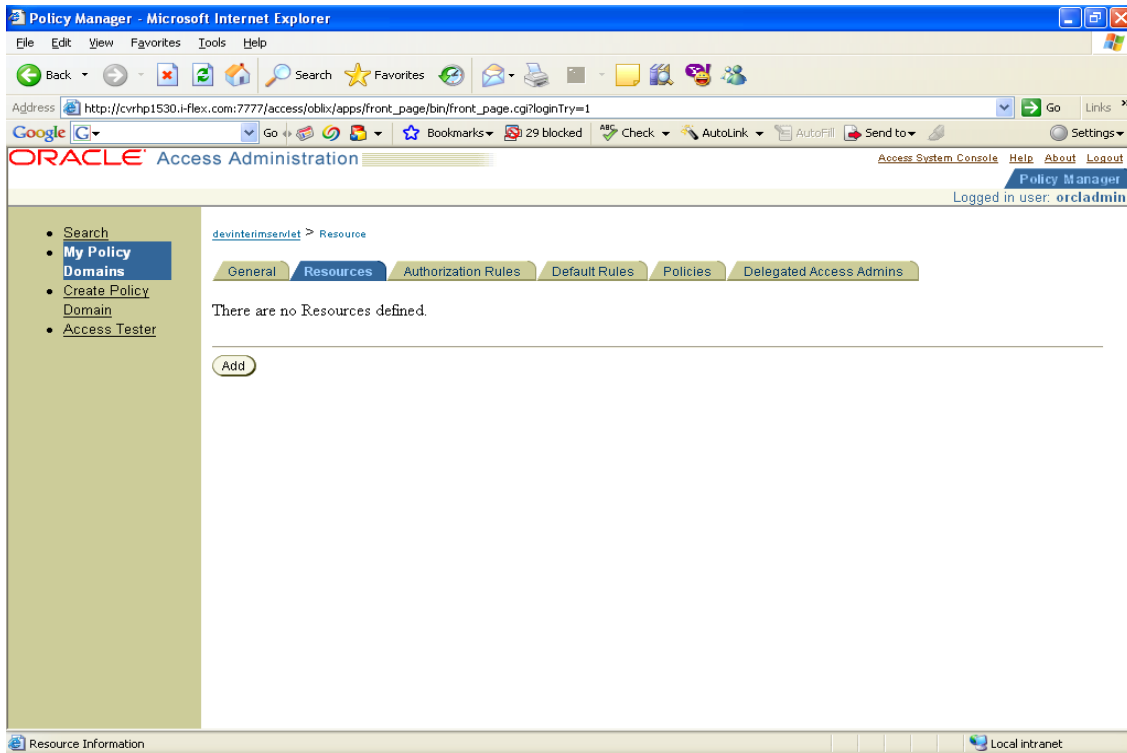 Policy Manager - Microsoft Internet Explorer
File Edit View Favorites Tools Help
Back Search Favorites
Address http://cvrhp1530.i-flex.com:7777/access/oblix/apps/front_page/bin/front_page.cgi?loginTry=1 Go Links »
Google G Go Bookmarks 29 blocked ABC Check AutoLink AutoFill Send to Settings
ORACLE Access Administration
Access System Console Help About Logout
Policy Manager
Logged in user: orcladmin
Search
My Policy
Domains
Create Policy
Domain
Access Tester
devinterimservlet > Resource
General Resources Authorization Rules Default Rules Policies Delegated Access Admins
There are no Resources defined.
Add
Resource Information Local intranet